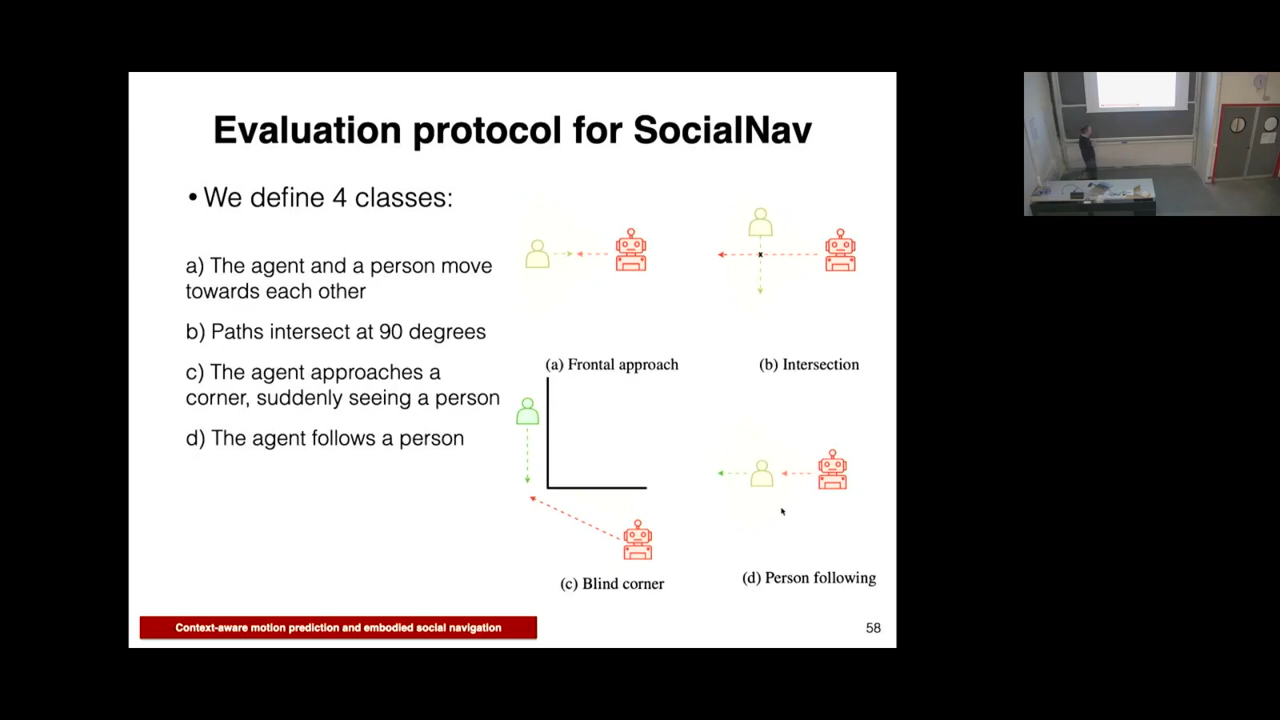 Evaluation protocol for SocialNav
• We define 4 classes:
a) The agent and a person move
towards each other
b) Paths intersect at 90 degrees
c) The agent approaches a
corner, suddenly seeing a person
d) The agent follows a person
(a) Frontal approach
(b) Intersection
(c) Blind corner
(d) Person following
Context-aware motion prediction and embodied social navigation
58